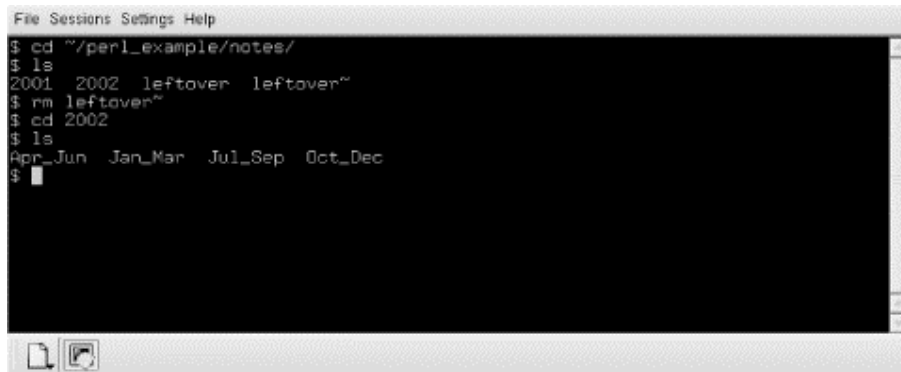 File Sessions Settings Help
$ cd ~/perl_example/notes/
$ ls
2001 2002 leftover leftover~
$ rm leftover~
$ cd 2002
$ ls
Apr_Jun Jan_Mar Jul_Sep Oct_Dec
$